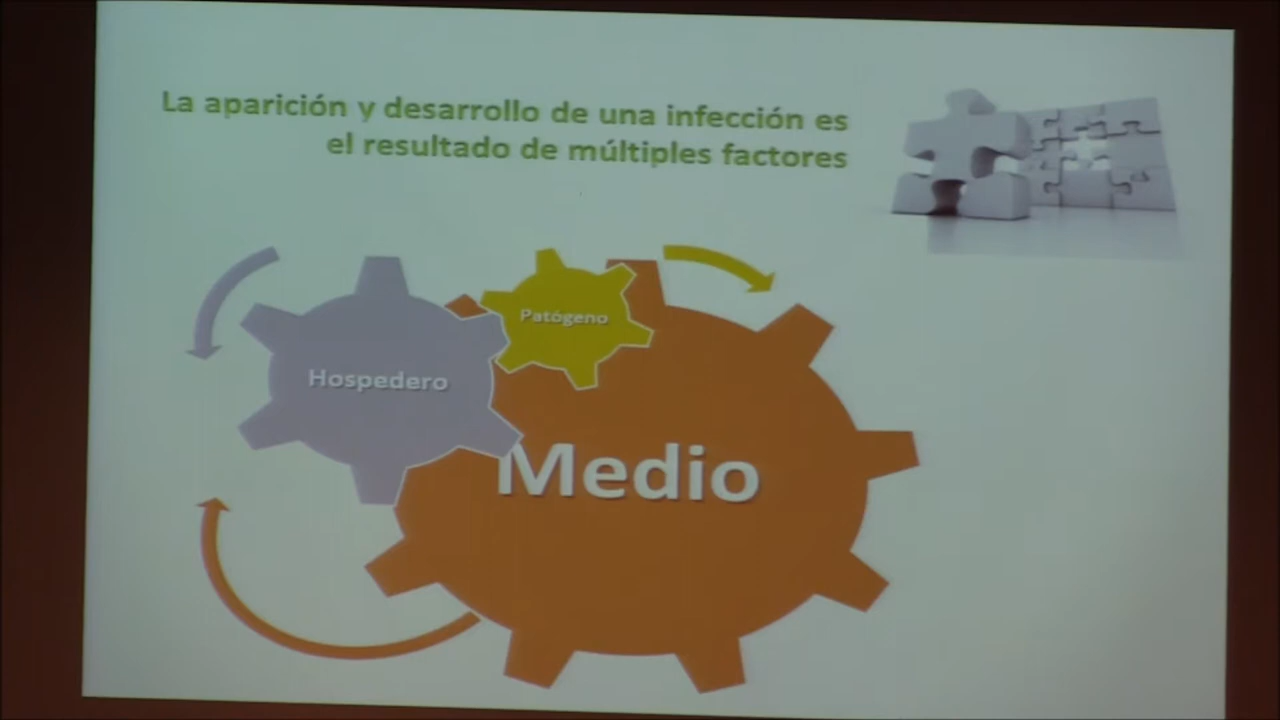 La aparición y desarrollo de una infección es
el resultado de múltiples factores
Patógeno
Hospedero
Medio